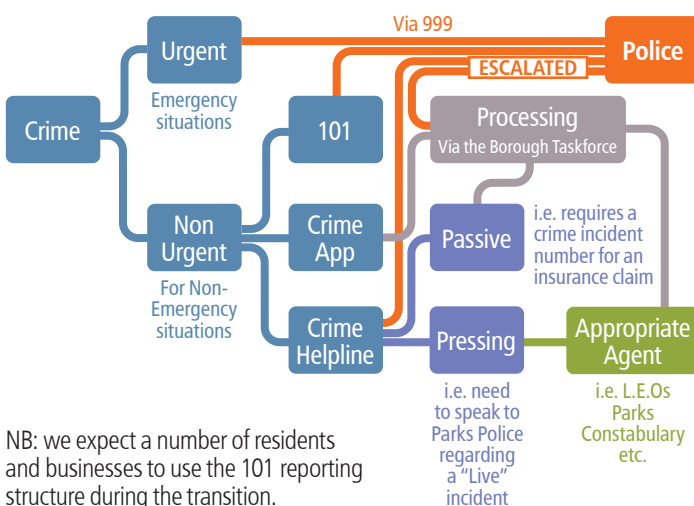 Via 999
Urgent
Police
ESCALATED
Emergency
situations
Crime
101
Processing
Via the Borough Taskforce
Non
Urgent
Crime
App
Passive
i.e. requires a
crime incident
number for an
insurance claim
For Non-
Emergency
situations
Crime
Helpline
Pressing
Appropriate
Agent
i.e. need
to speak to
Parks Police
regarding
a "Live"
incident
i.e. L.E.Os
Parks
Constabulary
etc.
NB: we expect a number of residents
and businesses to use the 101 reporting
structure during the transition.